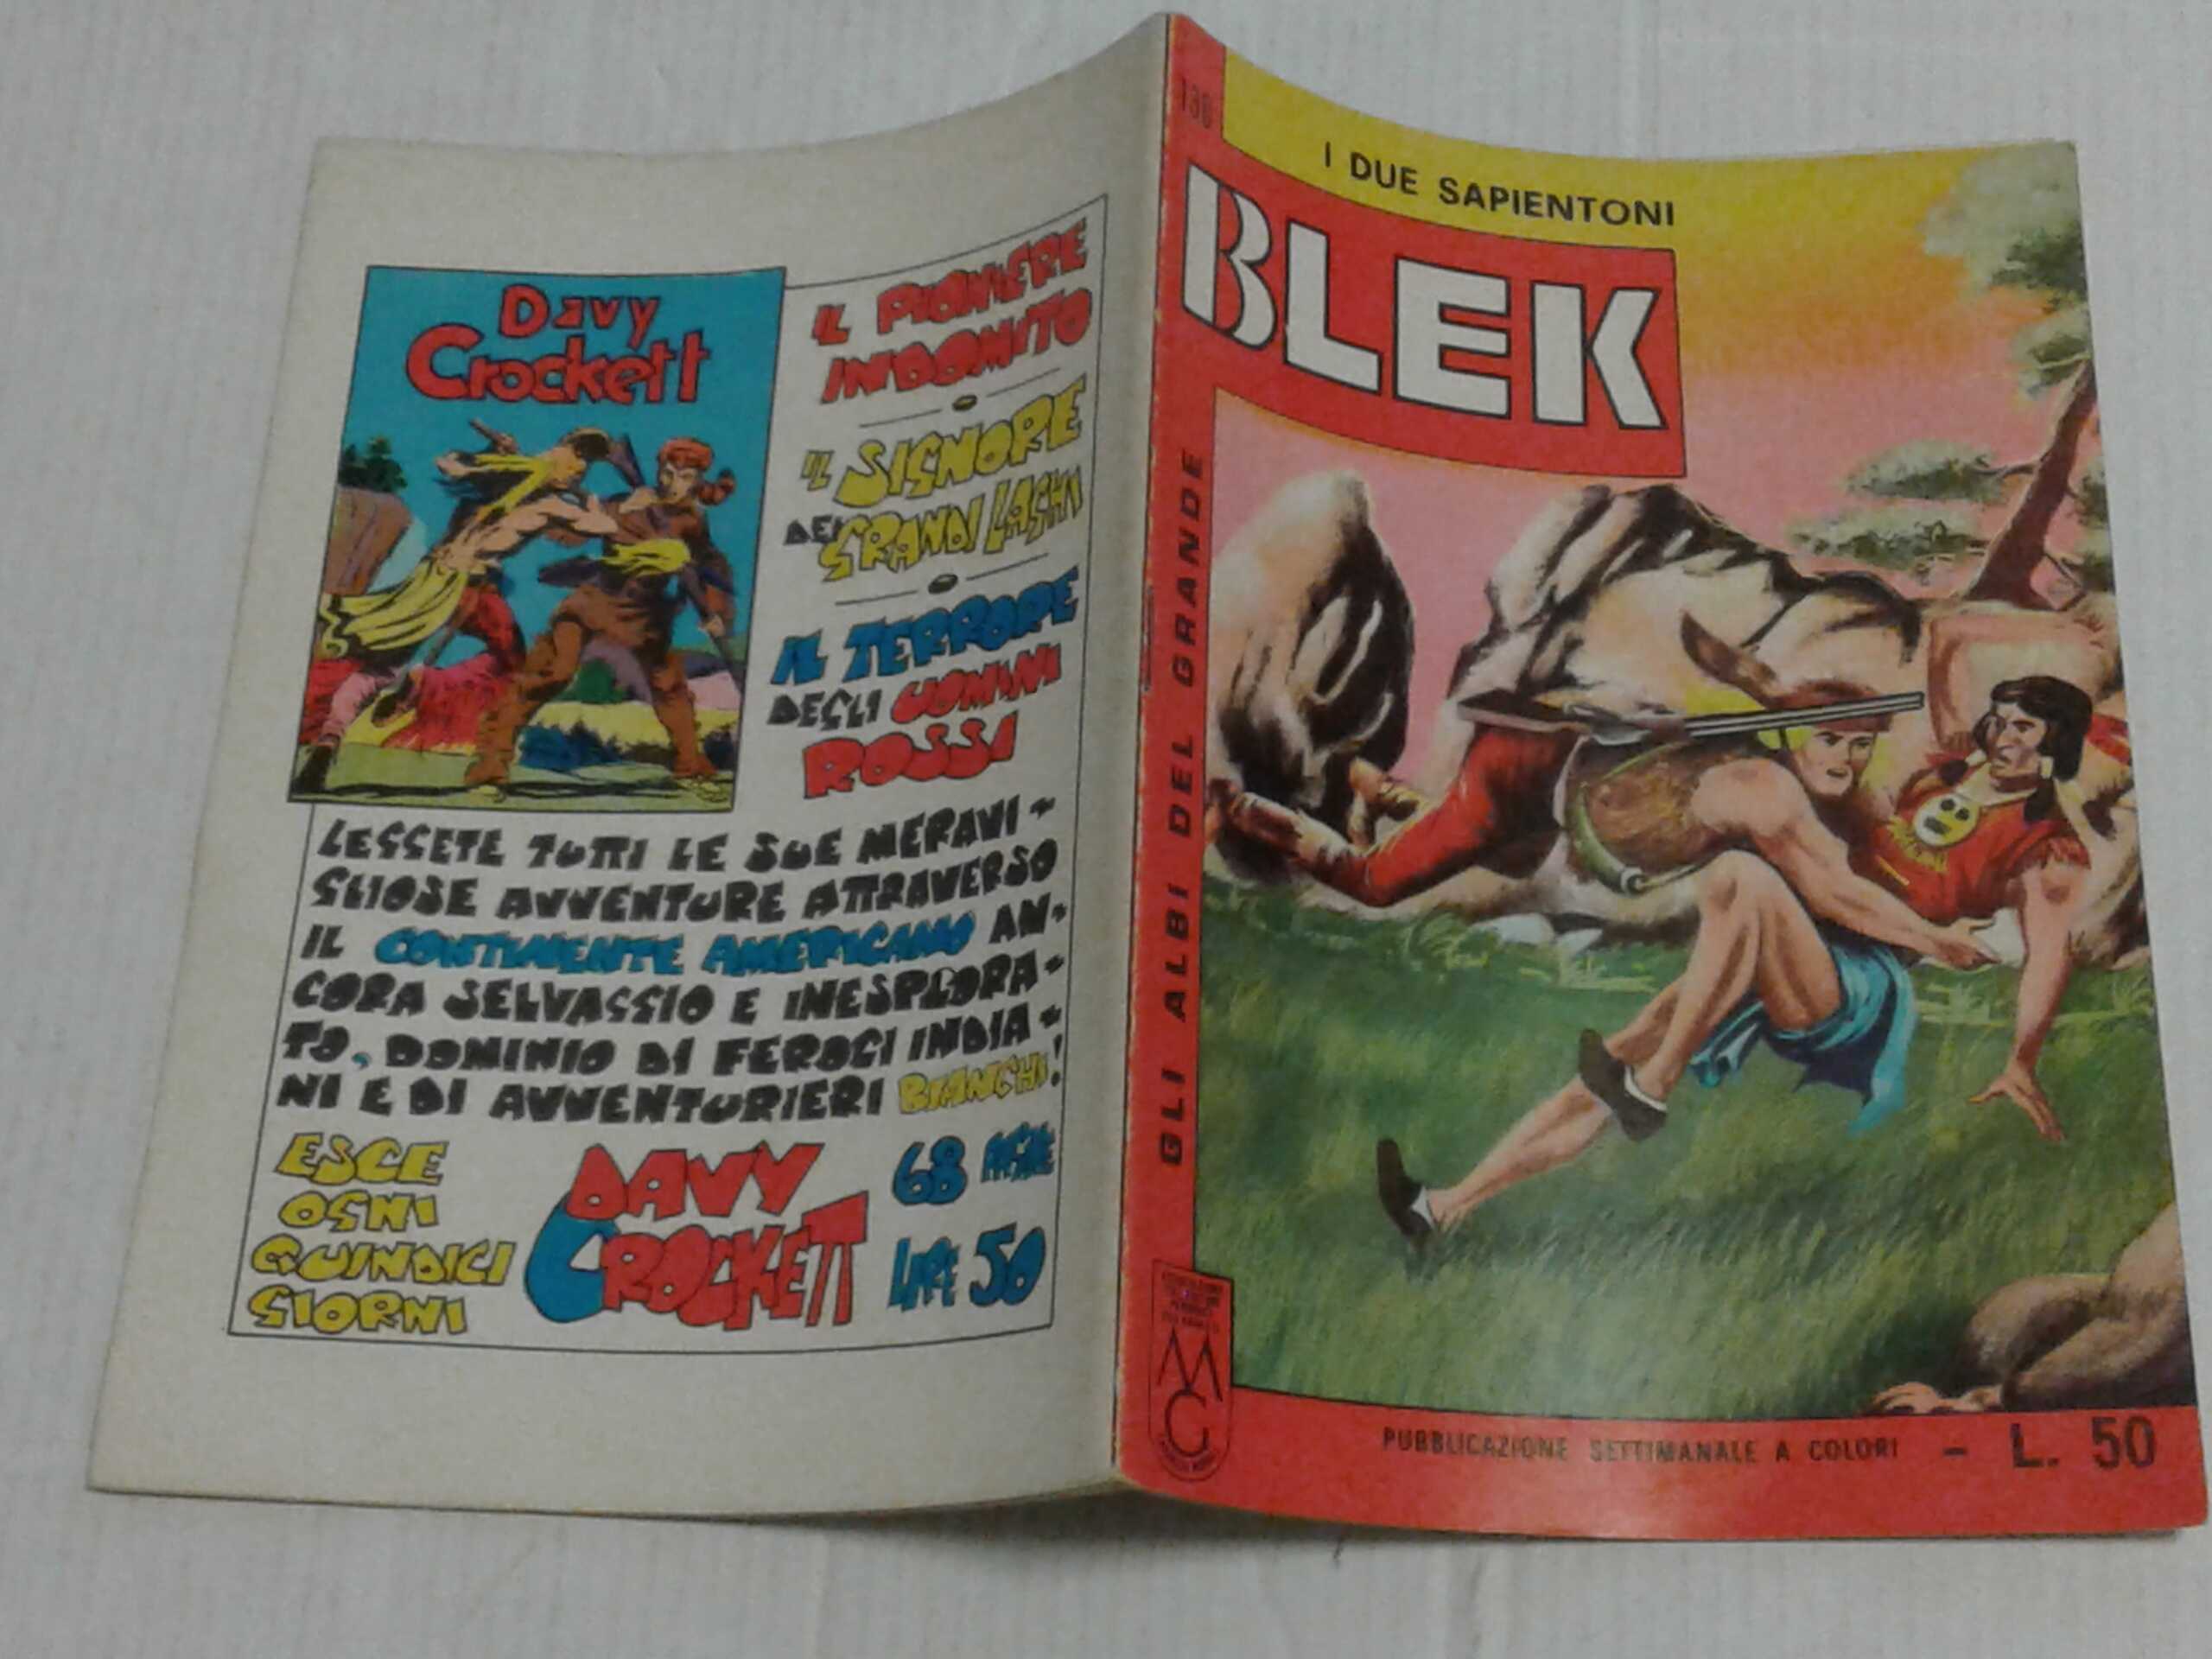 Davy
Crockett
IL PIONIERE
INDOMITO
IL SIGNORE
DEI GRANDI LAGHI
IL TERRORE
DEGLI UOMINI
ROSSI
LEGGETE TUTTI LE SUE MERAVI-
GLIOSE AVVENTURE ATTRAVERSO
IL CONTINENTE AMERICANO AN-
CORA SELVAGGIO E INESPLORA-
TO, DOMINIO DI FEROCI INDIA-
NI E DI AVVENTURIERI BIANCHI!
ESCE
OGNI
QUINDICI
GIORNI
DAVY
CROCKETT
68 PAGINE
LIRE 50
130
I DUE SAPIENTONI
BLEK
GLI ALBI DEL GRANDE
MG
PUBBLICAZIONE SETTIMANALE A COLORI - L. 50